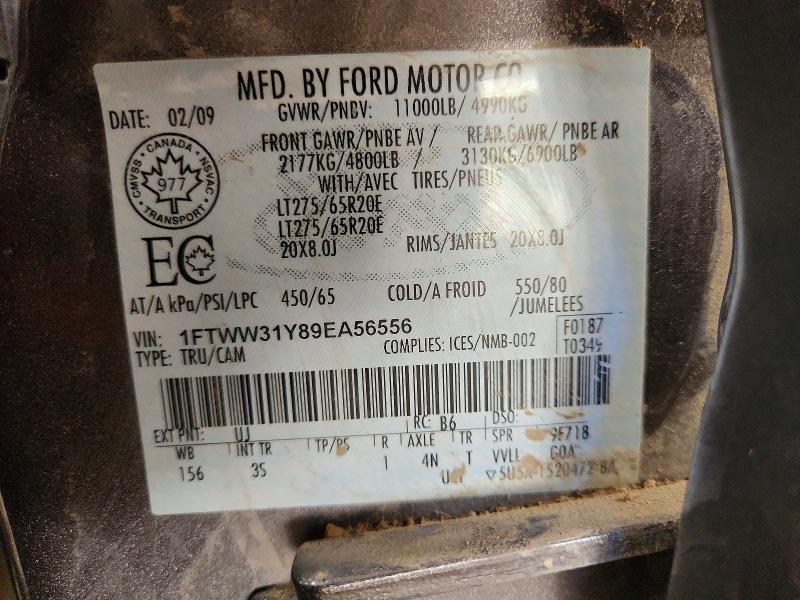 MFD. BY FORD MOTOR CO
DATE: 02/09
GVWR/PNBV: 11000LB/ 4990KG
FRONT GAWR/PNBE AV / REAR GAWR/ PNBE AR
2177KG/4800LB / 3130KG/6900LB
WITH/AVEC TIRES/PNEUS
CMVSS • CANADA • NSVAC
977
• TRANSPORT •
LT275/65R20E
LT275/65R20E
20X8.0J RIMS/JANTES 20X8.0J
EC
AT/A kPa/PSI/LPC 450/65 COLD/A FROID 550/80
/JUMELEES
VIN: 1FTWW31Y89EA56556
F0187
TYPE: TRU/CAM COMPLIES: ICES/NMB-002
EXT PNT: UJ RC: B6 DSO:
WB INT TR TP/PS R AXLE TR SPR
156 3S 1 4N T VVLL GOA